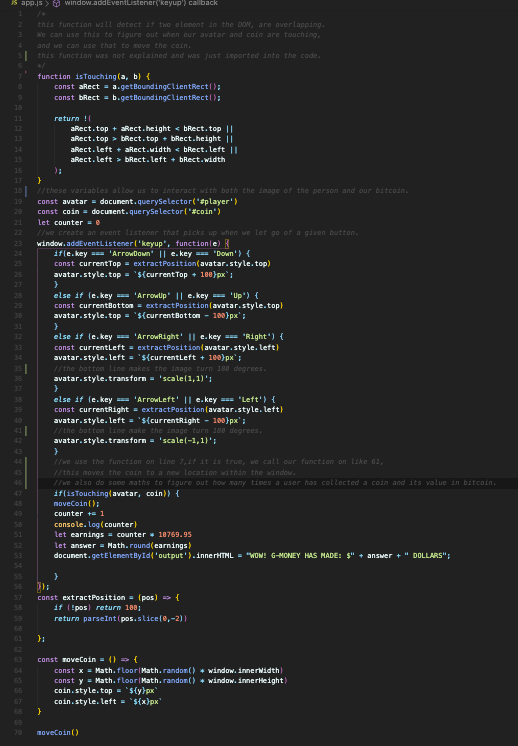 JS app.js > window.addEventListener('keyup') callback
1 /*
2 this function will detect if two element in the DOM, are overlapping.
3 We can use this to figure out when our avatar and coin are touching,
4 and we can use that to move the coin.
5 this function was not explained and was just imported into the code.
6 */
7 function isTouching(a, b) {
8 const aRect = a.getBoundingClientRect();
9 const bRect = b.getBoundingClientRect();
10
11 return !(
12 aRect.top + aRect.height < bRect.top ||
13 aRect.top > bRect.top + bRect.height ||
14 aRect.left + aRect.width < bRect.left ||
15 aRect.left > bRect.left + bRect.width
16 );
17 }
18 //these variables allow us to interact with both the image of the person and our bitcoin.
19 const avatar = document.querySelector('#player')
20 const coin = document.querySelector('#coin')
21 let counter = 0
22 //we create an event listener that picks up when we let go of a given button.
23 window.addEventListener('keyup', function(e) {
24 if(e.key === 'ArrowDown' || e.key === 'Down') {
25 const currentTop = extractPosition(avatar.style.top)
26 avatar.style.top = `${currentTop + 100}px`;
27 }
28 else if (e.key === 'ArrowUp' || e.key === 'Up') {
29 const currentBottom = extractPosition(avatar.style.top)
30 avatar.style.top = `${currentBottom - 100}px`;
31 }
32 else if (e.key === 'ArrowRight' || e.key === 'Right') {
33 const currentLeft = extractPosition(avatar.style.left)
34 avatar.style.left = `${currentLeft + 100}px`;
35 //the bottom line makes the image turn 180 degrees.
36 avatar.style.transform = 'scale(1,1)';
37 }
38 else if (e.key === 'ArrowLeft' || e.key === 'Left') {
39 const currentRight = extractPosition(avatar.style.left)
40 avatar.style.left = `${currentRight - 100}px`;
41 //the bottom line make the image turn 180 degrees.
42 avatar.style.transform = 'scale(-1,1)';
43 }
44 //we use the function on line 7,if it is true, we call our function on like 61,
45 //this moves the coin to a new location within the window.
46 //we also do some maths to figure out how many times a user has collected a coin and its value in bitcoin.
47 if(isTouching(avatar, coin)) {
48 moveCoin();
49 counter += 1
50 console.log(counter)
51 let earnings = counter * 10769.95
52 let answer = Math.round(earnings)
53 document.getElementById('output').innerHTML = "WOW! G-MONEY HAS MADE: $" + answer + " DOLLARS";
54
55 }
56 });
57 const extractPosition = (pos) => {
58 if (!pos) return 100;
59 return parseInt(pos.slice(0,-2))
60
61 };
62
63 const moveCoin = () => {
64 const x = Math.floor(Math.random() * window.innerWidth)
65 const y = Math.floor(Math.random() * window.innerHeight)
66 coin.style.top = `${y}px`
67 coin.style.left = `${x}px`
68 }
69
70 moveCoin()